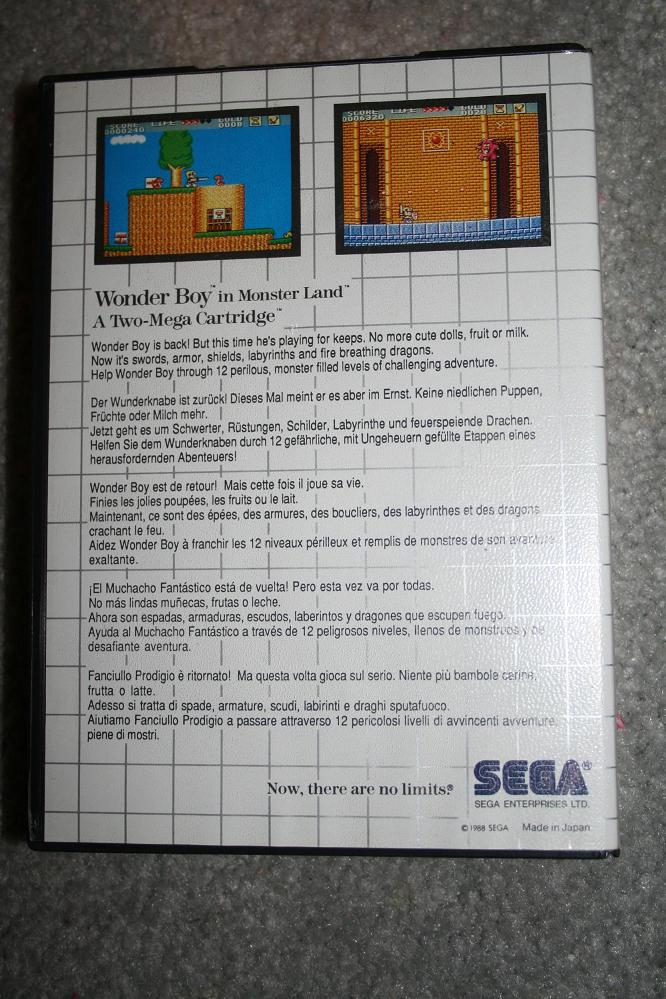 SCORE LIFE GOLD
0000240 0008
SCORE LIFE GOLD
0006320 0028
Wonder Boy™ in Monster Land™
A Two-Mega Cartridge™
Wonder Boy is back! But this time he's playing for keeps. No more cute dolls, fruit or milk.
Now it's swords, armor, shields, labyrinths and fire breathing dragons.
Help Wonder Boy through 12 perilous, monster filled levels of challenging adventure.
Der Wunderknabe ist zurück! Dieses Mal meint er es aber im Ernst. Keine niedlichen Puppen,
Früchte oder Milch mehr.
Jetzt geht es um Schwerter, Rüstungen, Schilder, Labyrinthe und feuerspeiende Drachen.
Helfen Sie dem Wunderknaben durch 12 gefährliche, mit Ungeheuern gefüllte Etappen eines
herausfordernden Abenteuers!
Wonder Boy est de retour! Mais cette fois il joue sa vie.
Finies les jolies poupées, les fruits ou le lait.
Maintenant, ce sont des épées, des armures, des boucliers, des labyrinthes et des dragons
crachant le feu.
Aidez Wonder Boy à franchir les 12 niveaux périlleux et remplis de monstres de son aventure
exaltante.
¡El Muchacho Fantástico está de vuelta! Pero esta vez va por todas.
No más lindas muñecas, frutas o leche.
Ahora son espadas, armaduras, escudos, laberintos y dragones que escupen fuego.
Ayuda al Muchacho Fantástico a través de 12 peligrosos niveles, llenos de monstruos y de
desafiante aventura.
Fanciullo Prodigio è ritornato! Ma questa volta gioca sul serio. Niente più bambole carine,
frutta o latte.
Adesso si tratta di spade, armature, scudi, labirinti e draghi sputafuoco.
Aiutiamo Fanciullo Prodigio a passare attraverso 12 pericolosi livelli di avvincenti avventure,
piene di mostri.
Now, there are no limits.®
SEGA®
SEGA ENTERPRISES LTD.
© 1988 SEGA Made in Japan